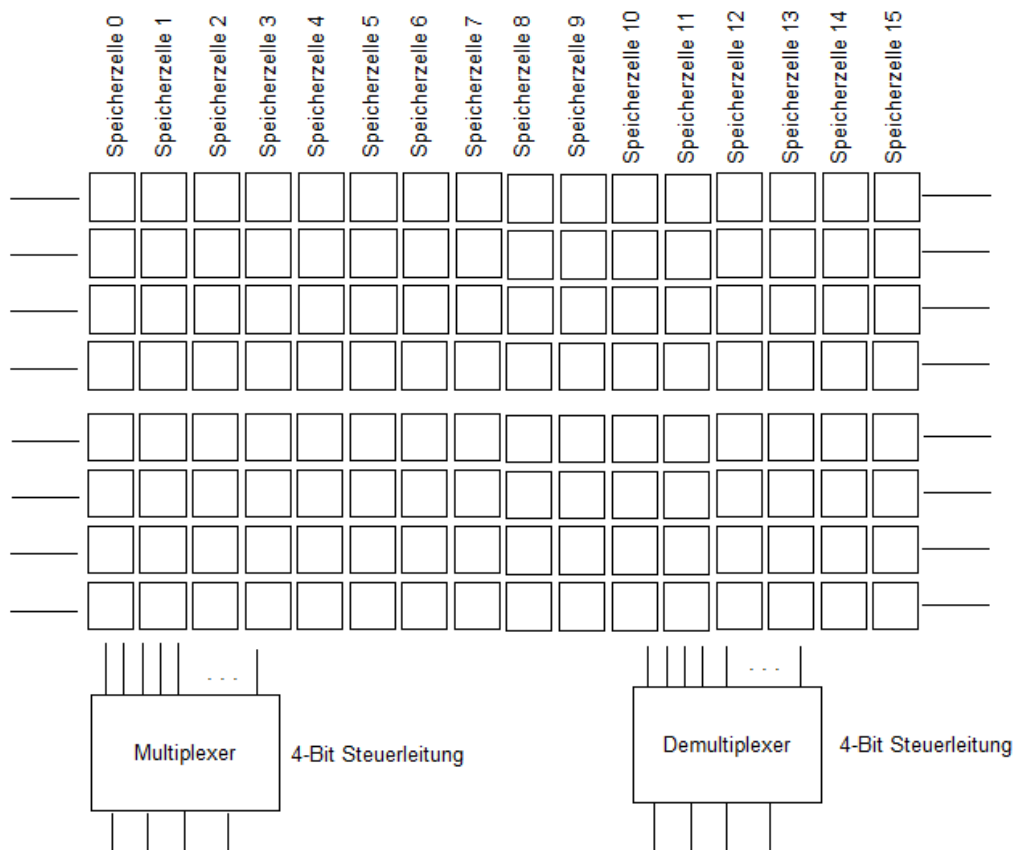 Speicherzelle 0
Speicherzelle 1
Speicherzelle 2
Speicherzelle 3
Speicherzelle 4
Speicherzelle 5
Speicherzelle 6
Speicherzelle 7
Speicherzelle 8
Speicherzelle 9
Speicherzelle 10
Speicherzelle 11
Speicherzelle 12
Speicherzelle 13
Speicherzelle 14
Speicherzelle 15
- - -
- - -
Multiplexer
4-Bit Steuerleitung
Demultiplexer
4-Bit Steuerleitung